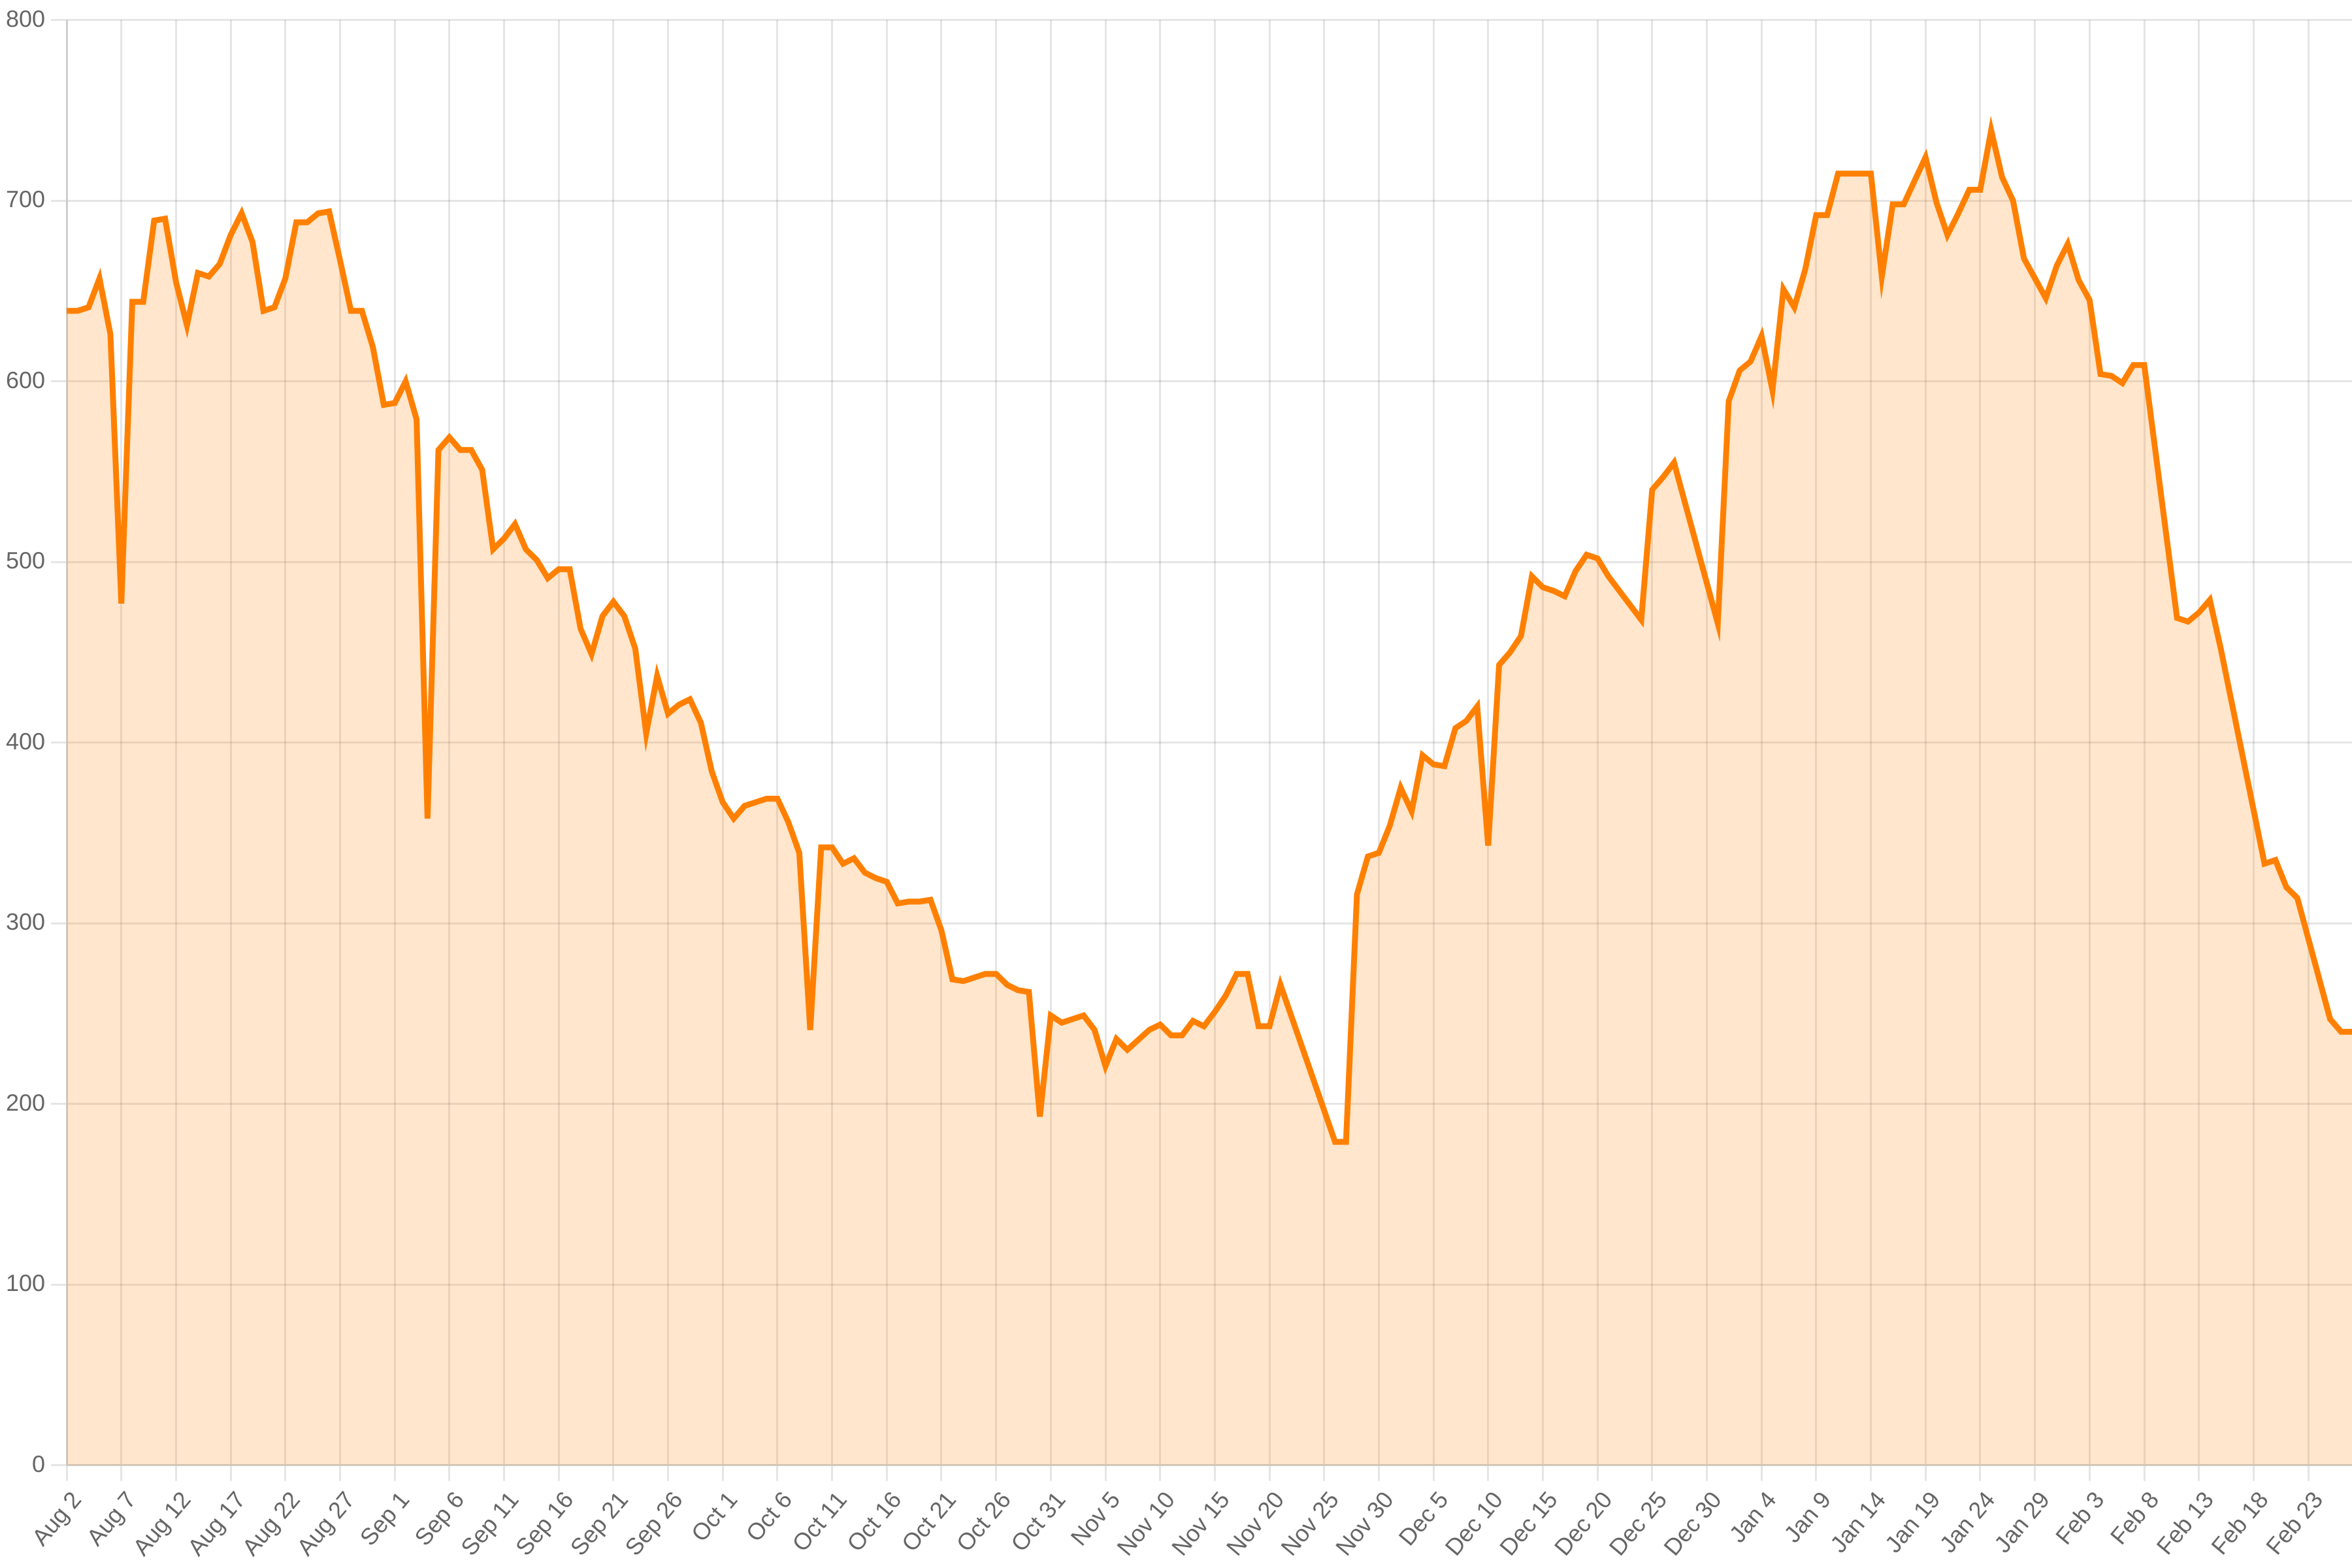 800
700
600
500
400
300
200
100
0
Aug 2
Aug 7
Aug 12
Aug 17
Aug 22
Aug 27
Sep 1
Sep 6
Sep 11
Sep 16
Sep 21
Sep 26
Oct 1
Oct 6
Oct 11
Oct 16
Oct 21
Oct 26
Oct 31
Nov 5
Nov 10
Nov 15
Nov 20
Nov 25
Nov 30
Dec 5
Dec 10
Dec 15
Dec 20
Dec 25
Dec 30
Jan 4
Jan 9
Jan 14
Jan 19
Jan 24
Jan 29
Feb 3
Feb 8
Feb 13
Feb 18
Feb 23